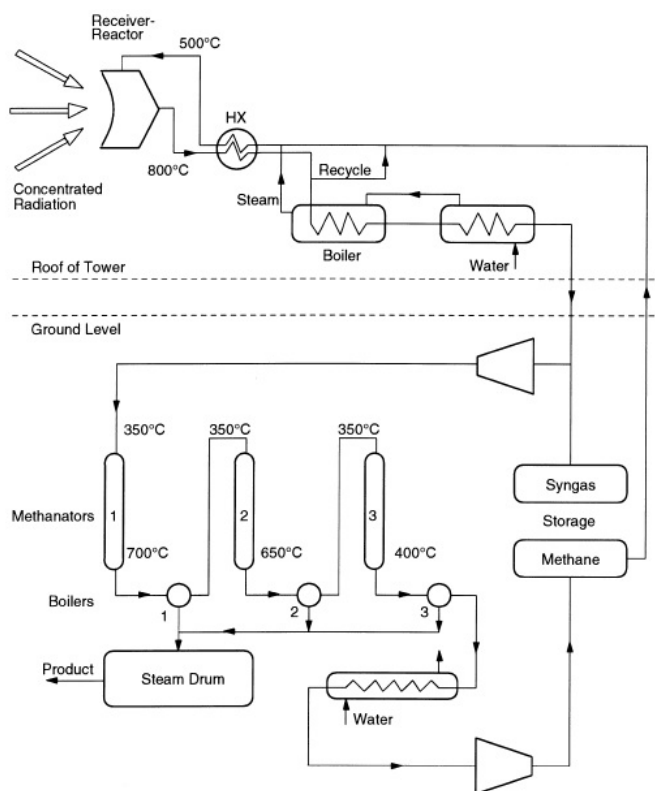 Receiver-
Reactor
500°C
HX
800°C
Recycle
Steam
Concentrated
Radiation
Boiler
Water
Roof of Tower
Ground Level
350°C
350°C
350°C
Syngas
Methanators
1
2
3
Storage
700°C
650°C
400°C
Methane
Boilers
1
2
3
Product
Steam Drum
Water